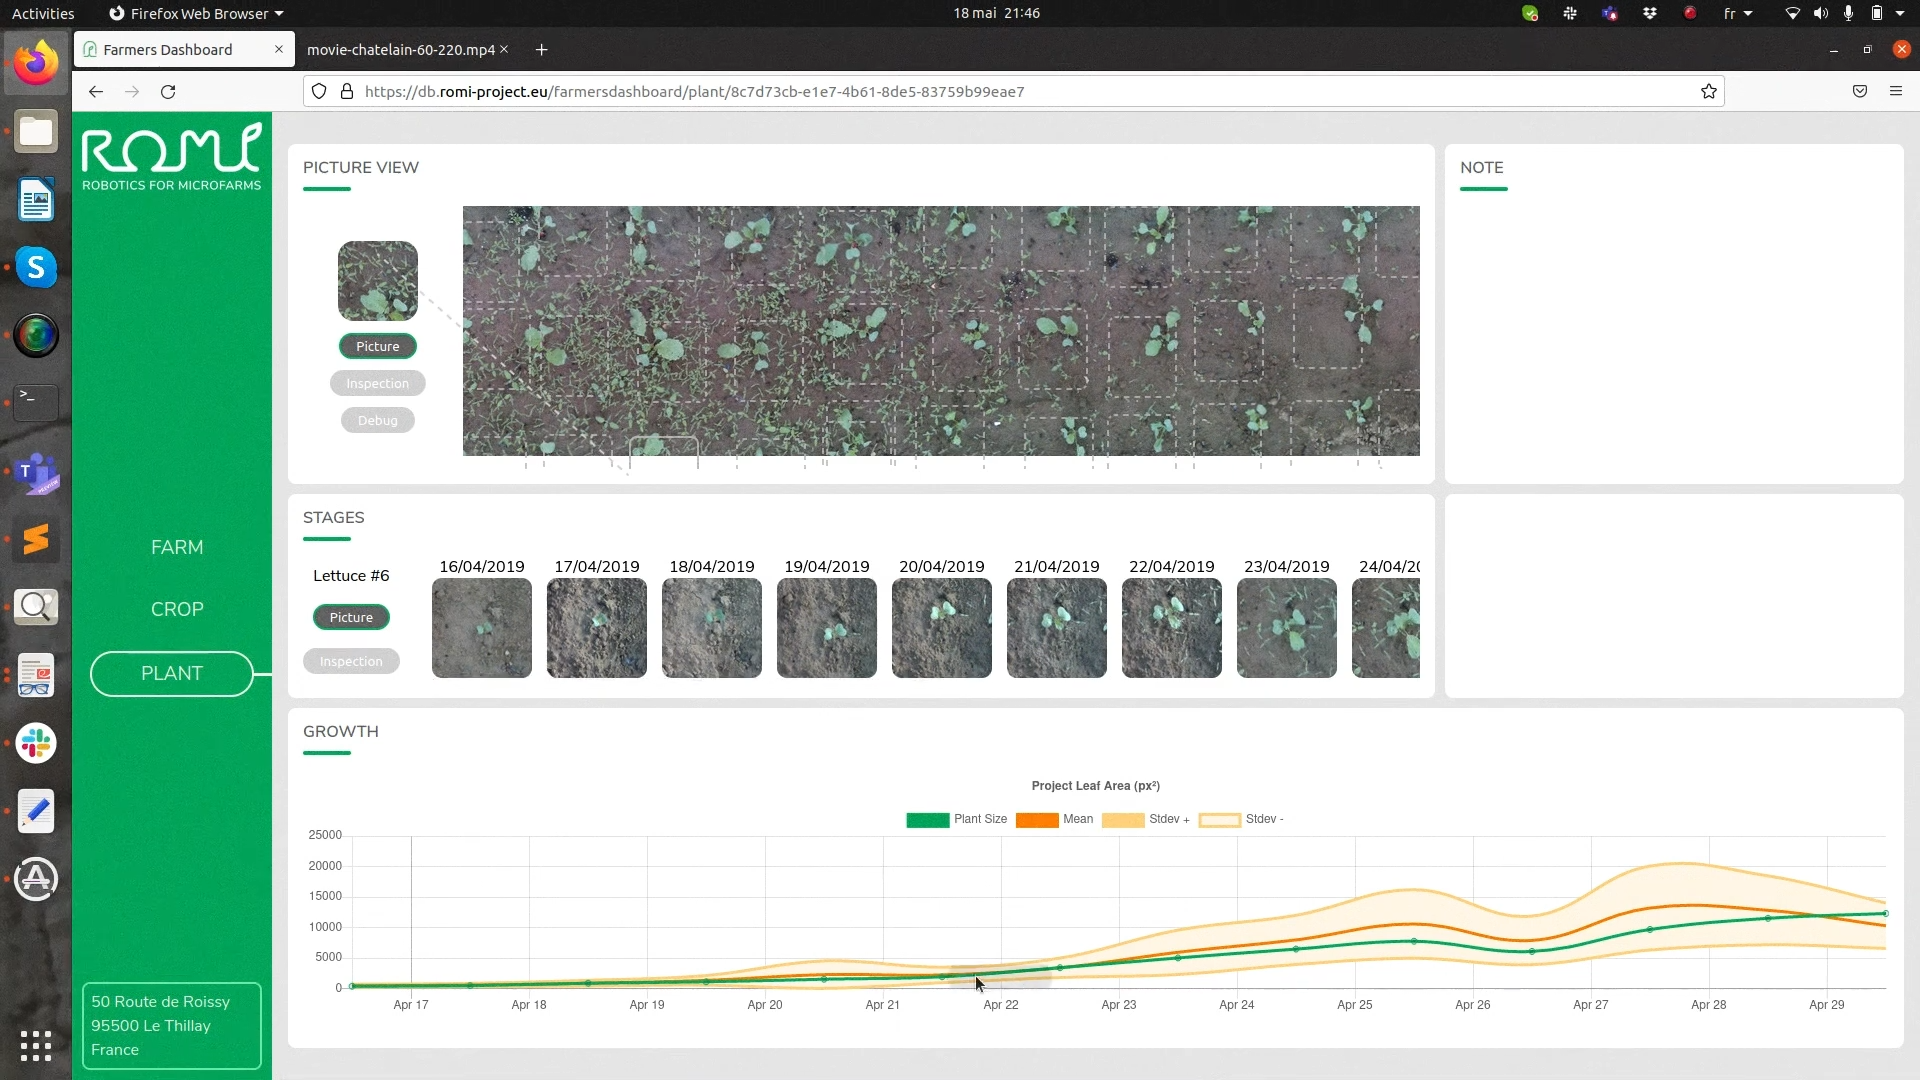 Activities
Firefox Web Browser
18 mai 21:46
fr
Farmers Dashboard
movie-chatelain-60-220.mp4
https://db.romi-project.eu/farmersdashboard/plant/8c7d73cb-e1e7-4b61-8de5-83759b99eae7
ROMI
ROBOTICS FOR MICROFARMS
FARM
CROP
PLANT
50 Route de Roissy
95500 Le Thillay
France
PICTURE VIEW
Picture
Inspection
Debug
NOTE
STAGES
Lettuce #6
Picture
Inspection
16/04/2019 17/04/2019 18/04/2019 19/04/2019 20/04/2019 21/04/2019 22/04/2019 23/04/2019 24/04/20
GROWTH
Project Leaf Area (px²)
Plant Size Mean Stdev + Stdev -
25000
20000
15000
10000
5000
0
Apr 17 Apr 18 Apr 19 Apr 20 Apr 21 Apr 22 Apr 23 Apr 24 Apr 25 Apr 26 Apr 27 Apr 28 Apr 29